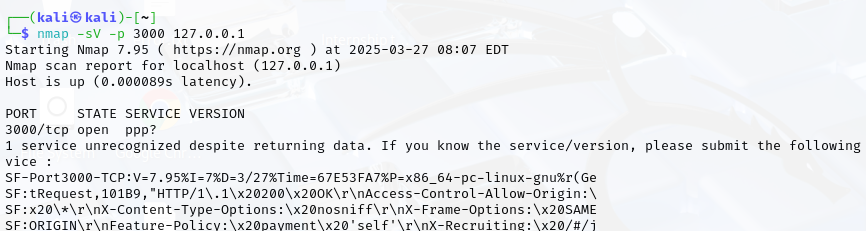 ┌──(kali㉿kali)-[~]
└─$ nmap -sV -p 3000 127.0.0.1
Starting Nmap 7.95 ( https://nmap.org ) at 2025-03-27 08:07 EDT
Nmap scan report for localhost (127.0.0.1)
Host is up (0.000089s latency).
PORT     STATE SERVICE VERSION
3000/tcp open  ppp?
1 service unrecognized despite returning data. If you know the service/version, please submit the following
vice :
SF-Port3000-TCP:V=7.95%I=7%D=3/27%Time=67E53FA7%P=x86_64-pc-linux-gnu%r(Ge
SF:tRequest,101B9,"HTTP/1\.1\x20200\x20OK\r\nAccess-Control-Allow-Origin:\
SF:x20\*\r\nX-Content-Type-Options:\x20nosniff\r\nX-Frame-Options:\x20SAME
SF:ORIGIN\r\nFeature-Policy:\x20payment\x20'self'\r\nX-Recruiting:\x20/#/j